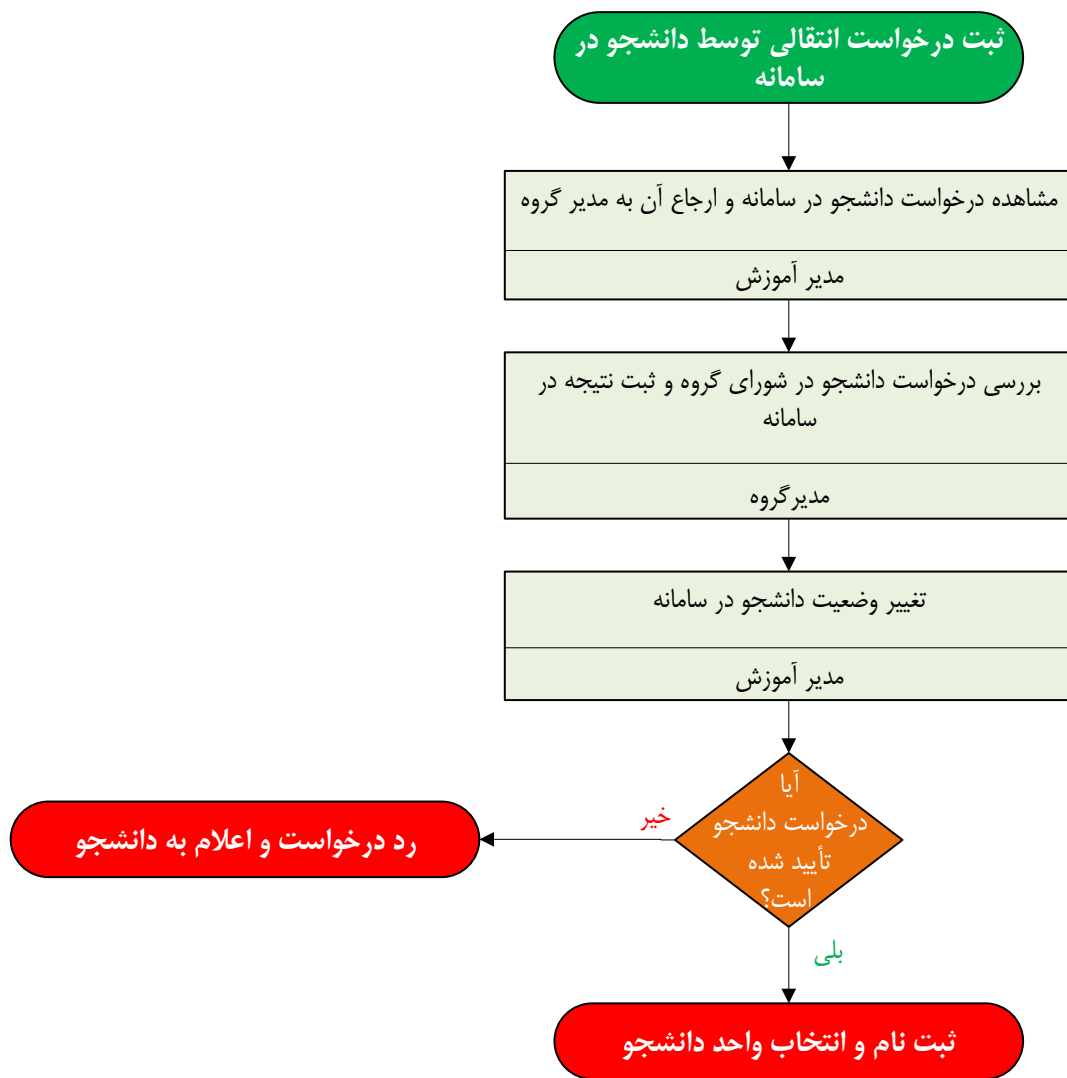 ثبت درخواست انتقالی توسط دانشجو در
سامانه
مشاهده درخواست دانشجو در سامانه و ارجاع آن به مدیر گروه
مدیر آموزش
بررسی درخواست دانشجو در شورای گروه و ثبت نتیجه در
سامانه
مدیرگروه
تغییر وضعیت دانشجو در سامانه
مدیر آموزش
آیا
درخواست دانشجو
تأیید شده
است؟
خیر
رد درخواست و اعلام به دانشجو
بلی
ثبت نام و انتخاب واحد دانشجو